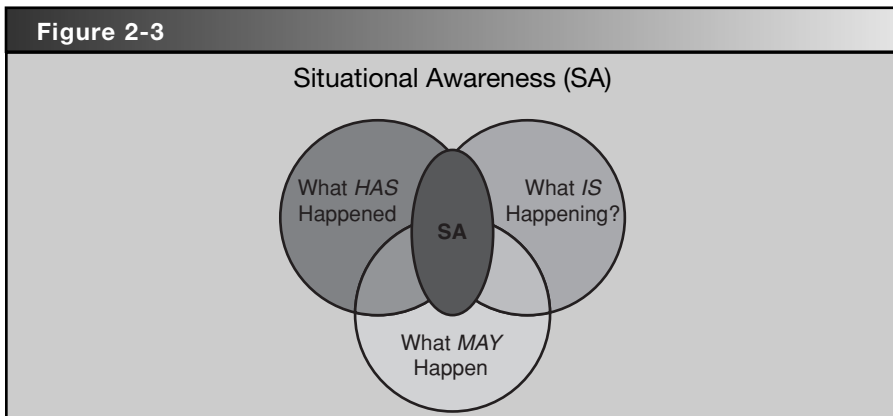 Figure 2-3
Situational Awareness (SA)
What HAS
Happened
What IS
Happening?
SA
What MAY
Happen